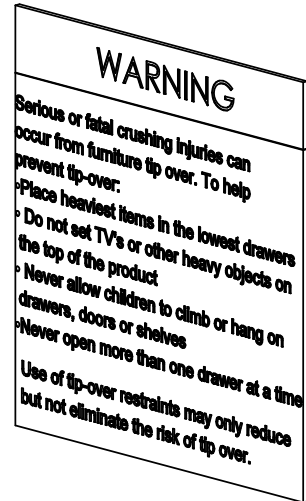 WARNING
Serious or fatal crushing injuries can
occur from furniture tip over. To help
prevent tip-over:
•Place heaviest items in the lowest drawers
• Do not set TV's or other heavy objects on
the top of the product
• Never allow children to climb or hang on
drawers, doors or shelves
•Never open more than one drawer at a time
Use of tip-over restraints may only reduce
but not eliminate the risk of tip over.